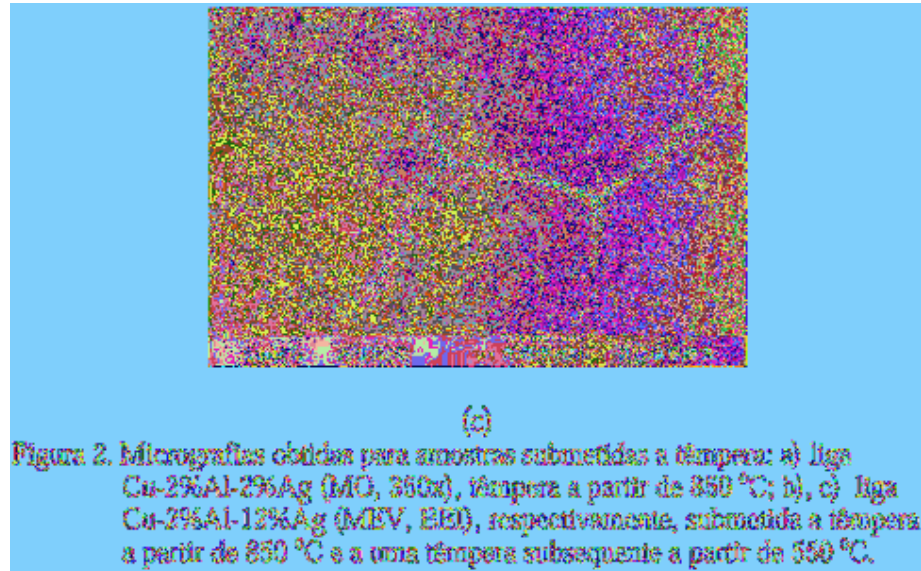 (c)
Figura 2. Micrografias obtidas para amostras submetidas a têmpera: a) liga
Cu-2%Al-2%Ag (MO, 350x), têmpera a partir de 850 °C; b), c) liga
Cu-2%Al-12%Ag (MEV, ), respectivamente, submetida a têmpera
a partir de 850 °C e a uma têmpera subsequente a partir de 550 °C.